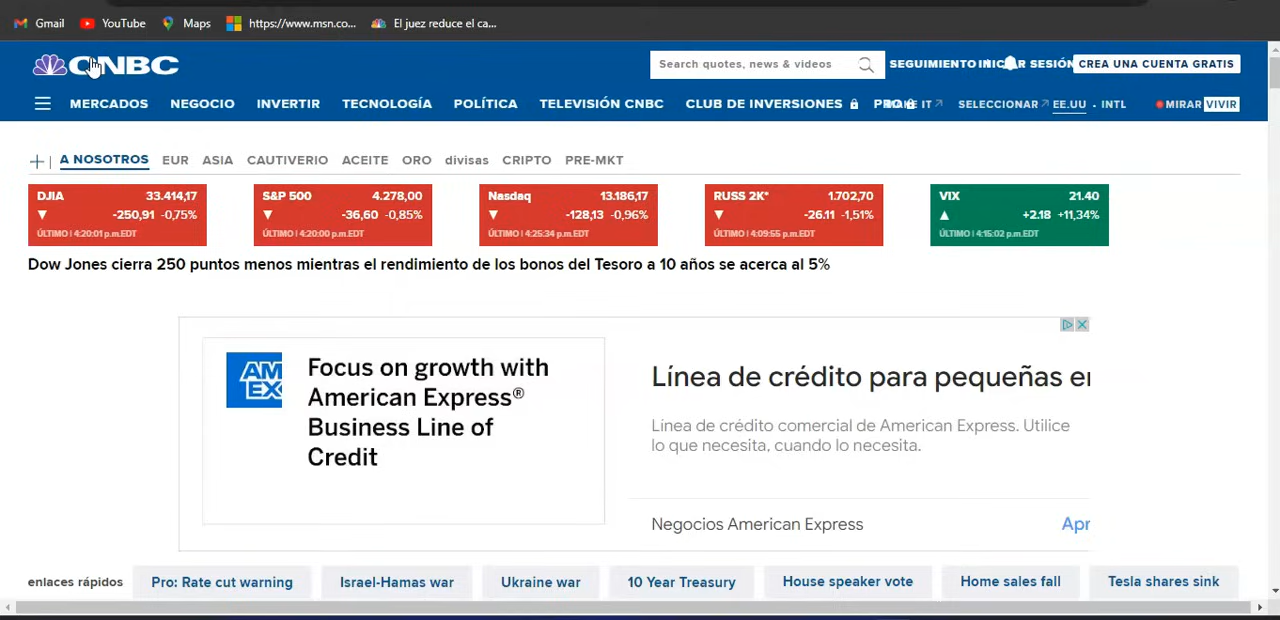 Gmail YouTube Maps https://www.msn.co... El juez reduce el ca...
CNBC Search quotes, news & videos SEGUIMIENTO INICIAR SESIÓN CREA UNA CUENTA GRATIS
MERCADOS NEGOCIO INVERTIR TECNOLOGÍA POLÍTICA TELEVISIÓN CNBC CLUB DE INVERSIONES PRO MAKE IT SELECCIONAR EE.UU - INTL MIRAR VIVIR
A NOSOTROS EUR ASIA CAUTIVERIO ACEITE ORO divisas CRIPTO PRE-MKT
DJIA 33.414,17
-250,91 -0,75%
ÚLTIMO | 4:20:01 p.m.EDT
S&P 500 4.278,00
-36,60 -0,85%
ÚLTIMO | 4:20:00 p.m.EDT
Nasdaq 13.186,17
-128,13 -0,96%
ÚLTIMO | 4:25:34 p.m.EDT
RUSS 2K* 1.702,70
-26.11 -1,51%
ÚLTIMO | 4:09:55 p.m.EDT
VIX 21.40
+2.18 +11,34%
ÚLTIMO | 4:15:02 p.m.EDT
Dow Jones cierra 250 puntos menos mientras el rendimiento de los bonos del Tesoro a 10 años se acerca al 5%
AM
EX
Focus on growth with
American Express®
Business Line of
Credit
Línea de crédito para pequeñas er
Línea de crédito comercial de American Express. Utilice
lo que necesita, cuando lo necesita.
Negocios American Express Apr
enlaces rápidos Pro: Rate cut warning Israel-Hamas war Ukraine war 10 Year Treasury House speaker vote Home sales fall Tesla shares sink